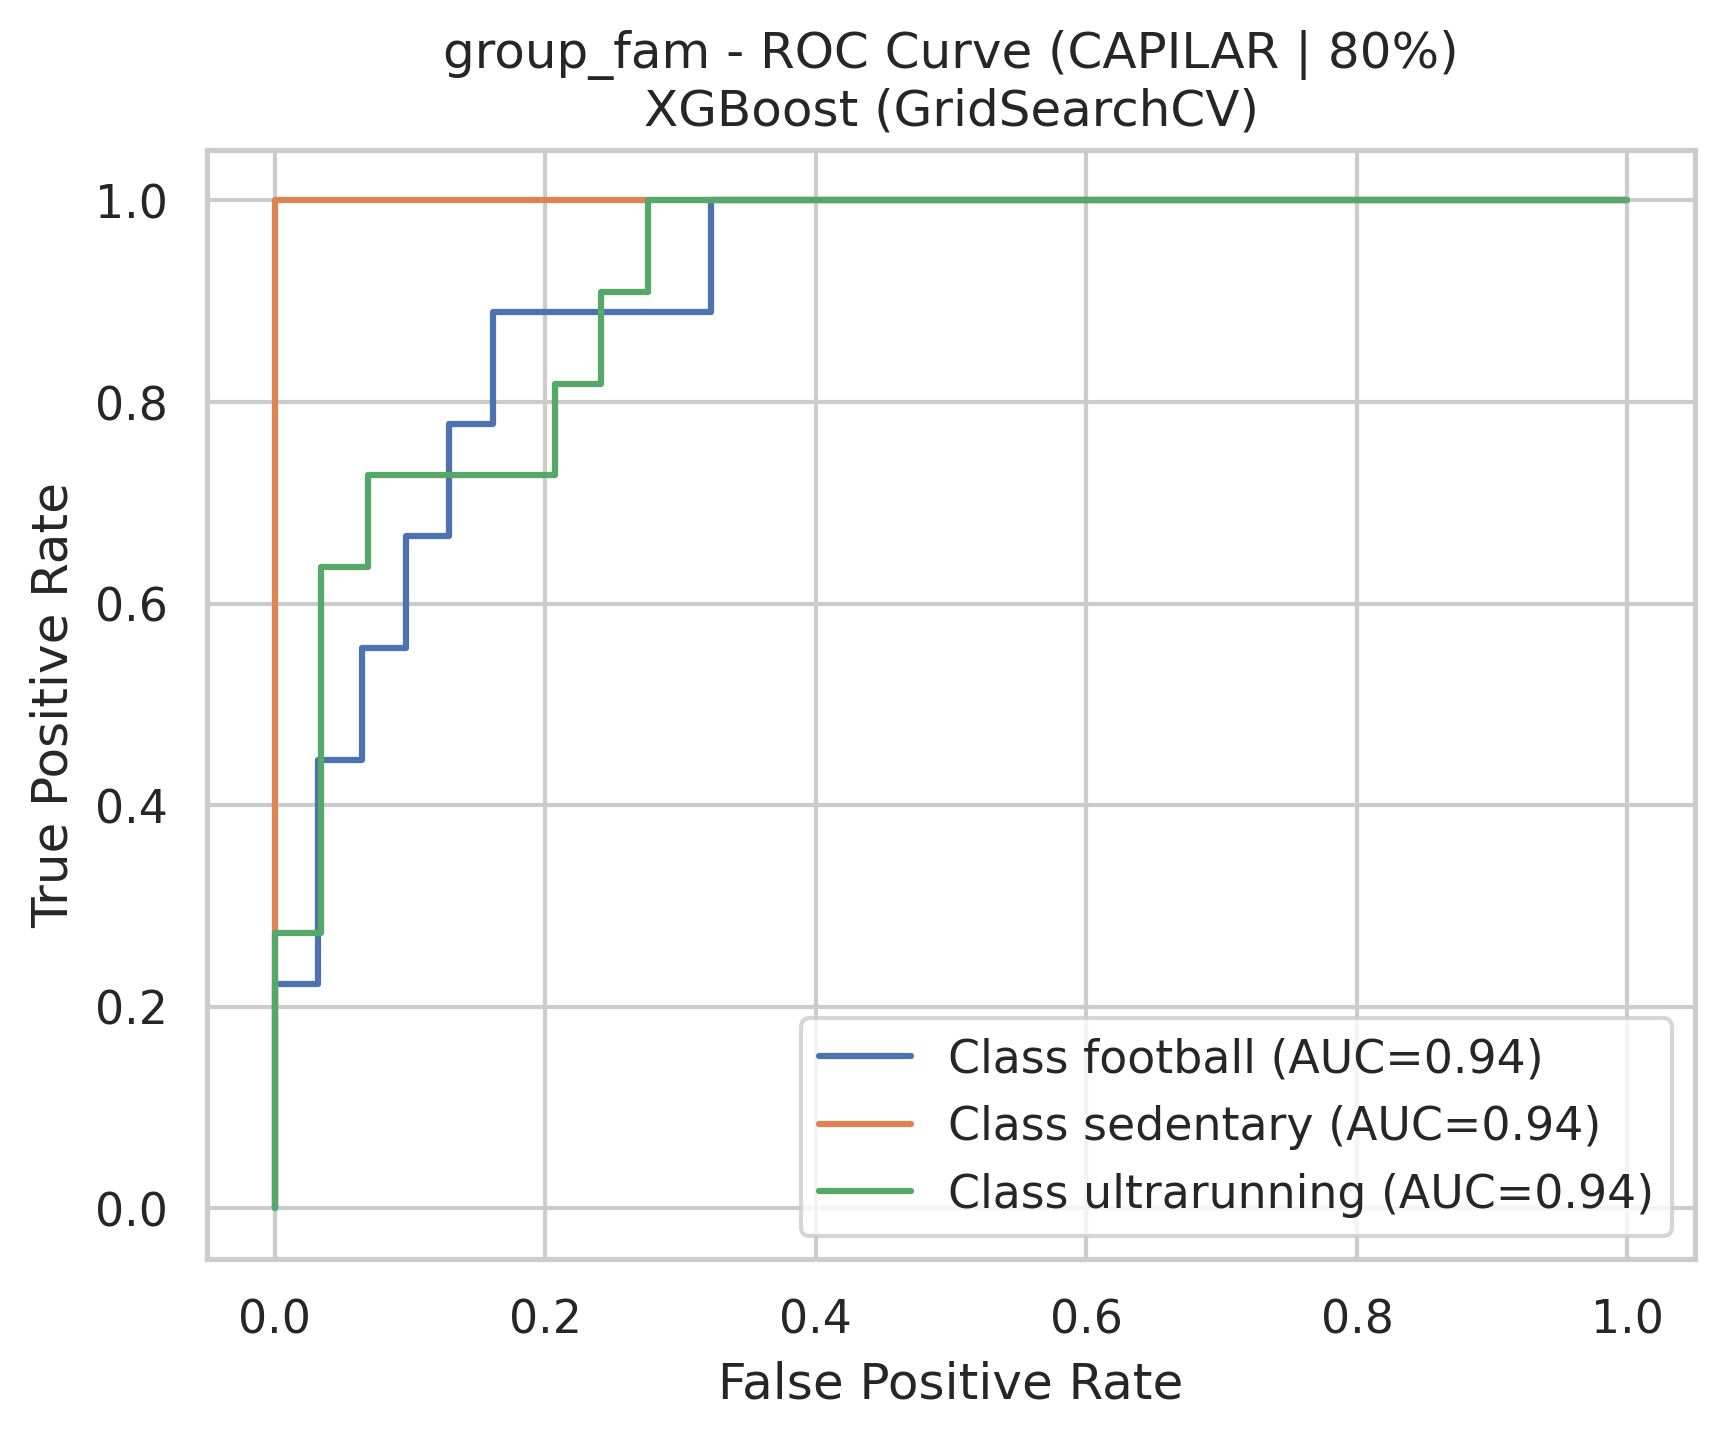 group_fam - ROC Curve (CAPILAR | 80%)
XGBoost (GridSearchCV)
True Positive Rate
1.0
0.8
0.6
0.4
0.2
0.0
Class football (AUC=0.94)
Class sedentary (AUC=0.94)
Class ultrarunning (AUC=0.94)
0.0 0.2 0.4 0.6 0.8 1.0
False Positive Rate